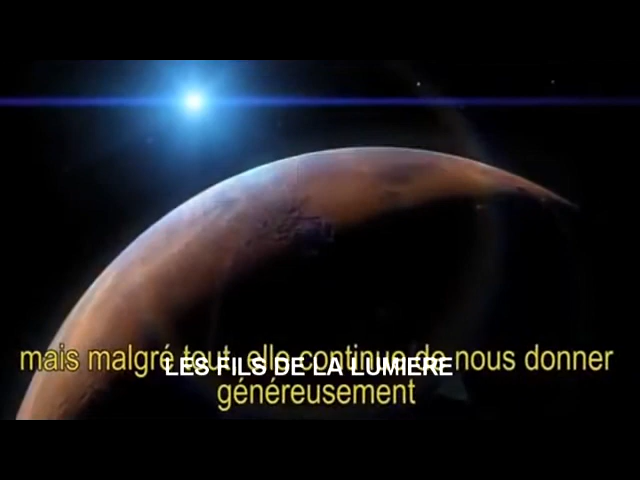 mais malgré tout, elle continue de nous donner
généreusement
LES FILS DE LA LUMIERE